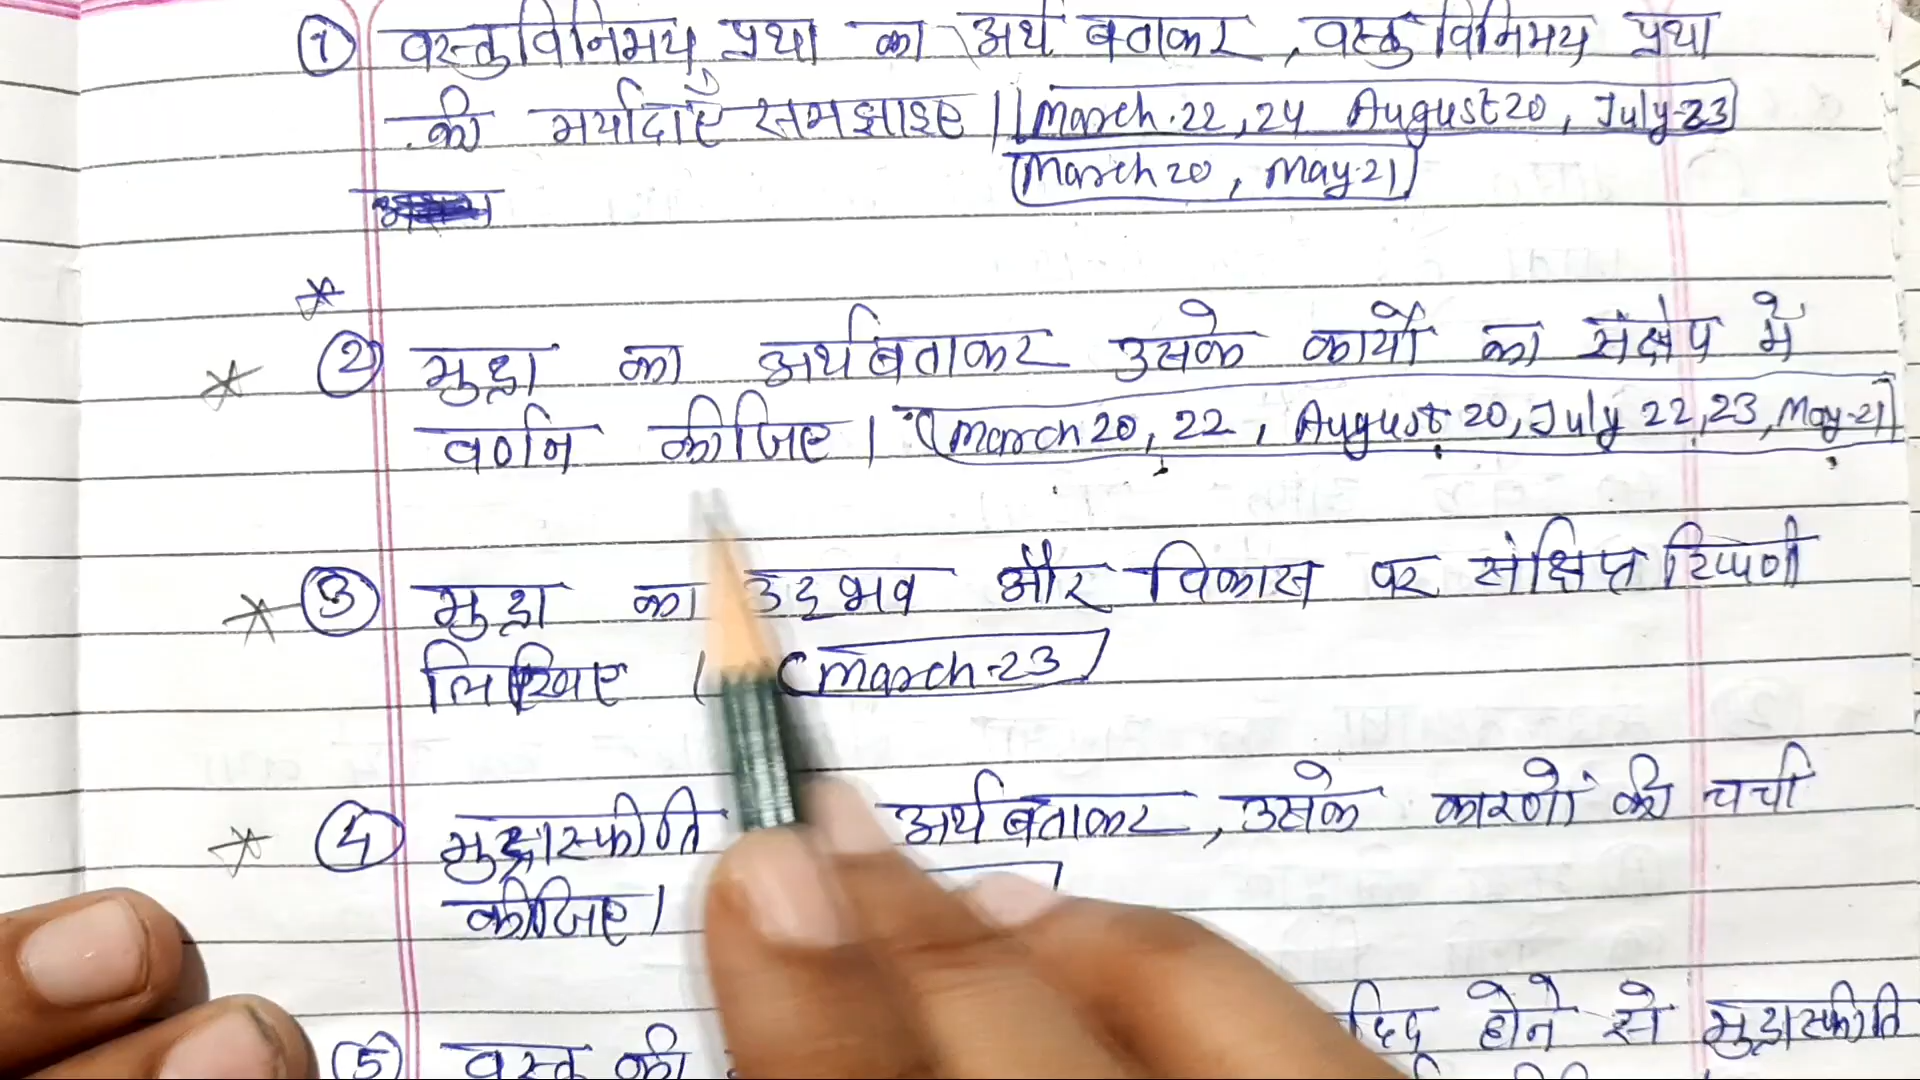 ① वस्तुविनिमय प्रथा का अर्थ बताकर, वस्तु विनिमय प्रथा
की मर्यादाएँ समझाइए। March-22,24 August 20, July-23
March 20, May-21
② मुद्रा का अर्थ बताकर उसके कार्यों का संक्षेप में
वर्णन कीजिए। (March 20, 22, August 20, July 22,23, May-21
③ मुद्रा का उद्दभव और विकास पर संक्षिप्त टिप्पणी
लिखिए। (March-23)
④ मुद्रास्फीति अर्थ बताकर, उसके कारणों की चर्चा
कीजिए।
⑤ वस्तु की होने से मुद्रास्फीति